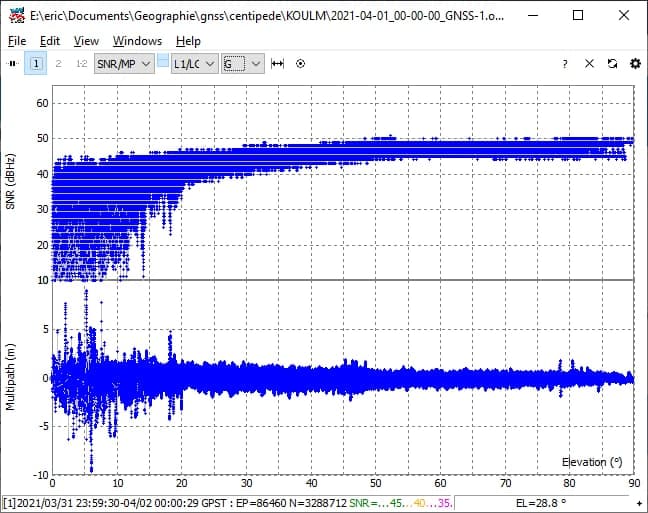 E:\eric\Documents\Geographie\gnss\centipede\KOULM\2021-04-01_00-00-00_GNSS-1.o...
File Edit View Windows Help
1 2 1-2 SNR/MP L1/LC G ?
60
50
40
30
20
10
SNR (dBHz)
10
5
0
-5
-10
Multipath (m)
Elevation (°)
0 10 20 30 40 50 60 70 80 90
[1]2021/03/31 23:59:30-04/02 00:00:29 GPST : EP=86460 N=3288712 SNR=...45...40...35.
EL=28.8 °